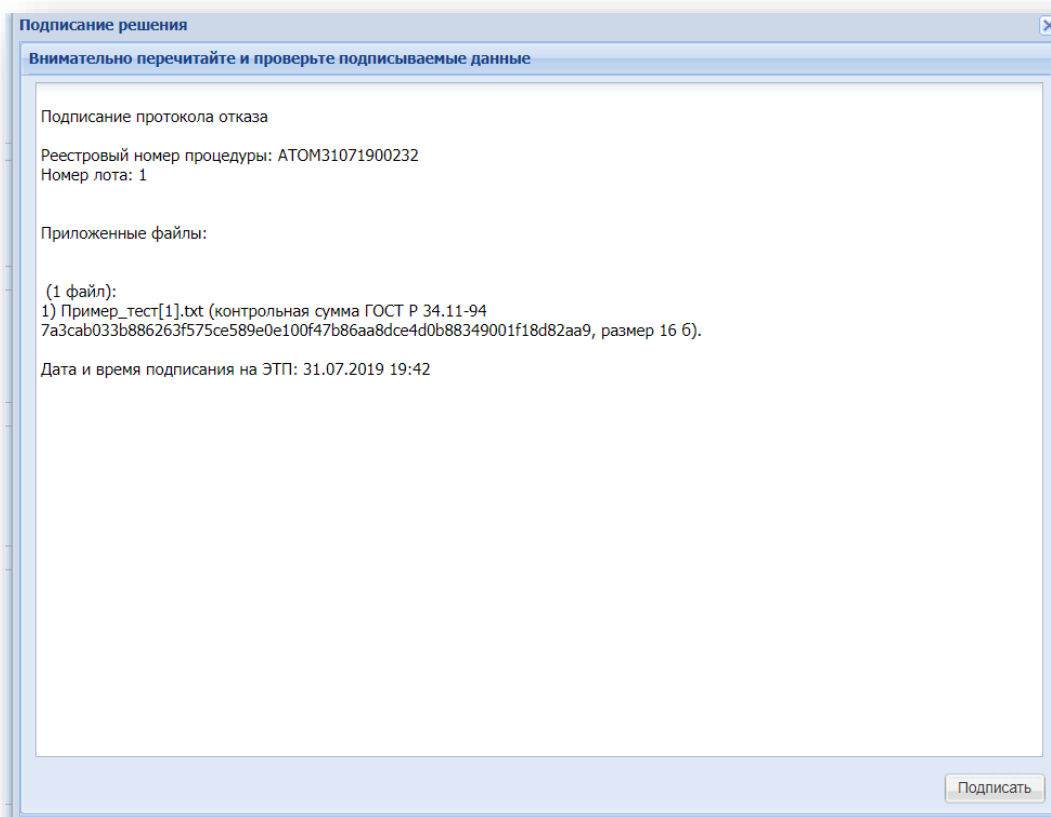 Подписание решения
Внимательно перечитайте и проверьте подписываемые данные
Подписание протокола отказа
Реестровый номер процедуры: АТОМ31071900232
Номер лота: 1
Приложенные файлы:
(1 файл):
1) Пример_тест[1].txt (контрольная сумма ГОСТ Р 34.11-94
7a3cab033b886263f575ce589e0e100f47b86aa8dce4d0b88349001f18d82aa9, размер 16 б).
Дата и время подписания на ЭТП: 31.07.2019 19:42
Подписать